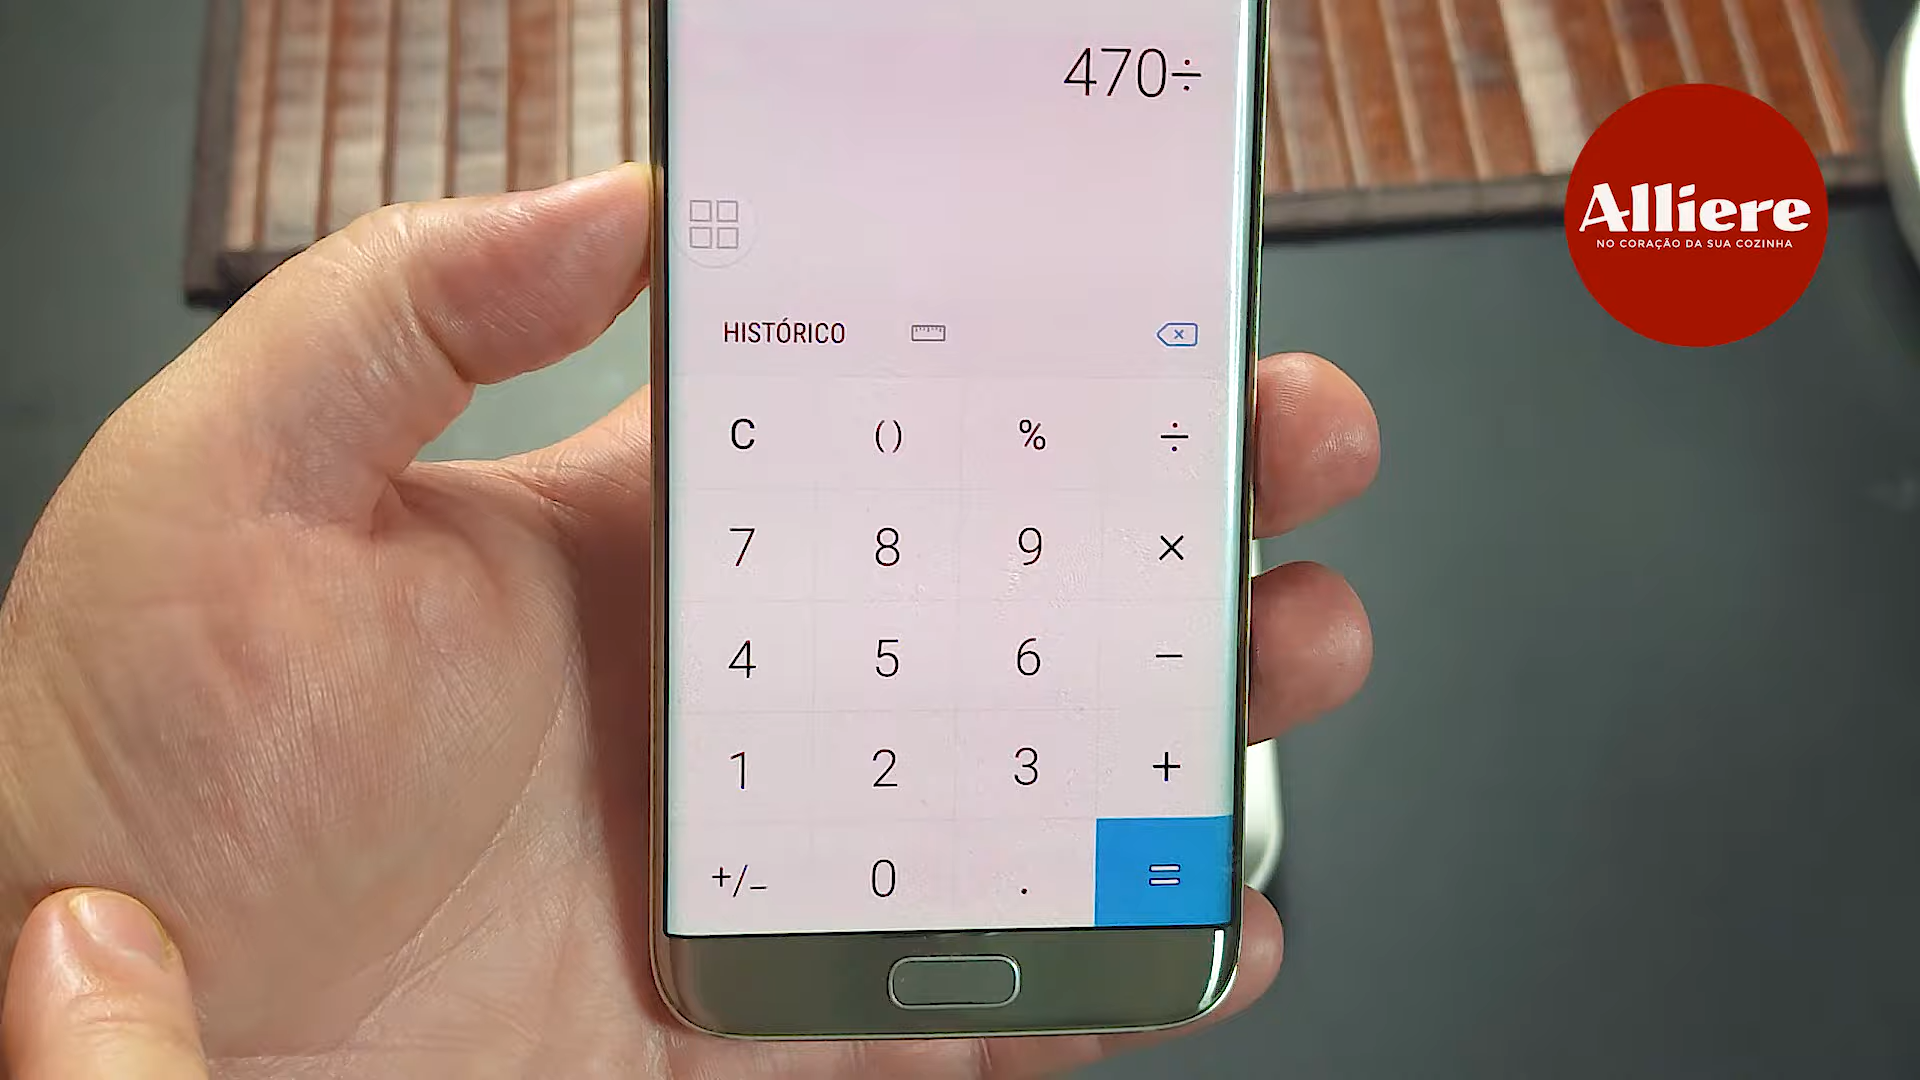 470÷
Alliere
NO CORAÇÃO DA SUA COZINHA
HISTÓRICO
C () % ÷
7 8 9 ×
4 5 6 −
1 2 3 +
+/− 0 . =